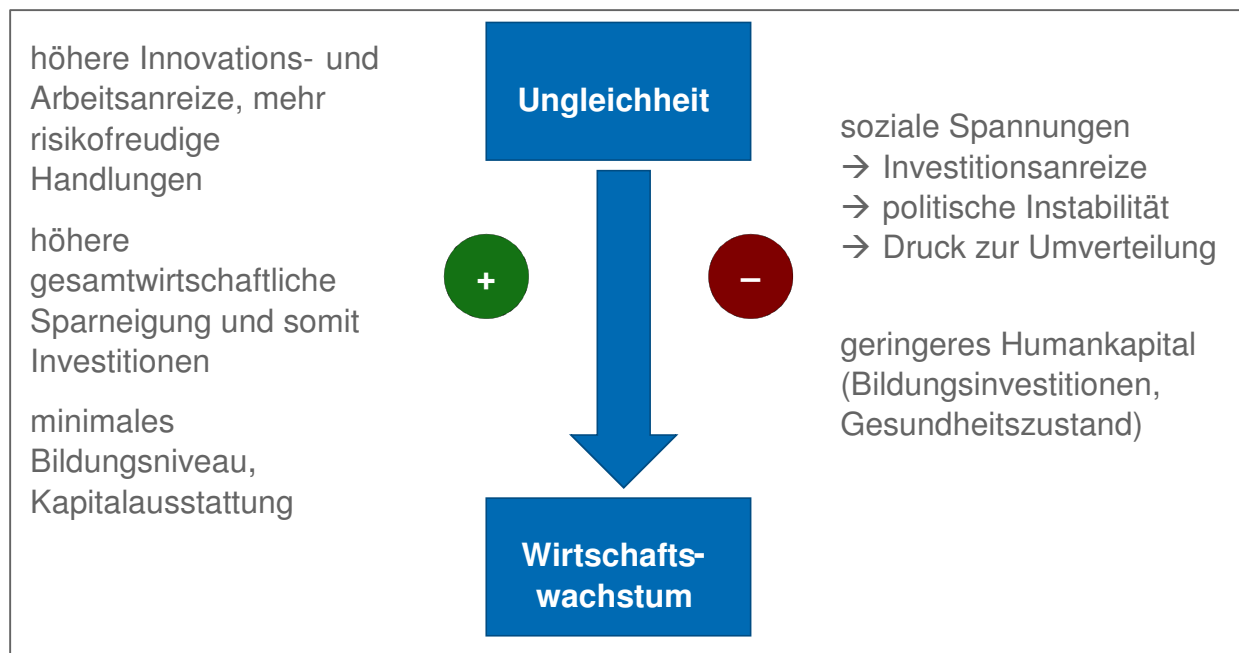 höhere Innovations- und
Arbeitsanreize, mehr
risikofreudige
Handlungen
höhere
gesamtwirtschaftliche
Sparneigung und somit
Investitionen
minimales
Bildungsniveau,
Kapitalausstattung
Ungleichheit
+
–
Wirtschafts-
wachstum
soziale Spannungen
→ Investitionsanreize
→ politische Instabilität
→ Druck zur Umverteilung
geringeres Humankapital
(Bildungsinvestitionen,
Gesundheitszustand)